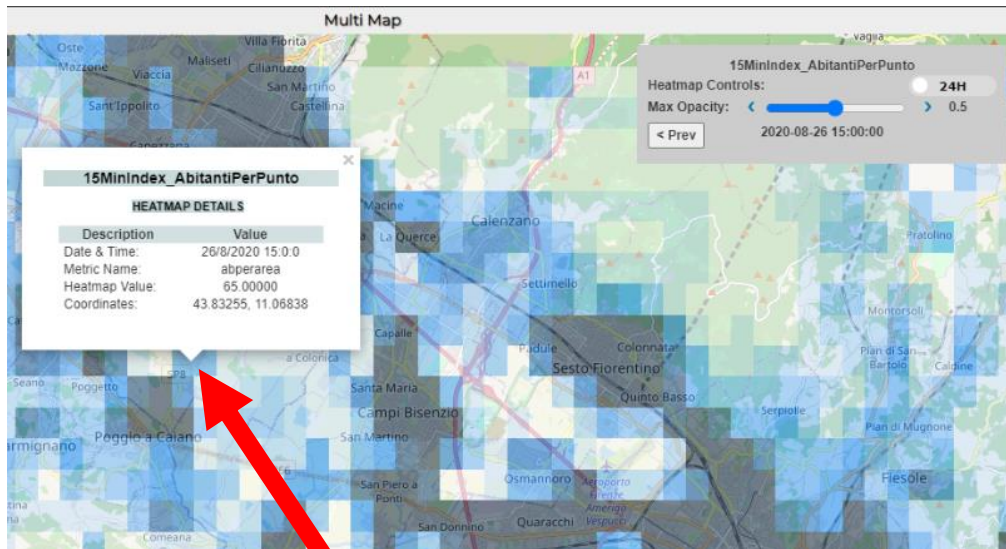 Multi Map
Vaglia
15MinIndex_AbitantiPerPunto
Heatmap Controls:
24H
Max Opacity: < > 0.5
< Prev 2020-08-26 15:00:00
Oste
Villa Fiorita
Mazzone
Viaccia
Maliseti
Cilianuzzo
San Martino
Sant'Ippolito
Castellina
Capezzana
A1
×
15MinIndex_AbitantiPerPunto
HEATMAP DETAILS
Description Value
Date & Time: 26/8/2020 15:0:0
Metric Name: abperarea
Heatmap Value: 65.00000
Coordinates: 43.83255, 11.06838
Macine
La Querce
Calenzano
Pratolino
Settimello
Montorsoli
Capalle
Padule
Colonnata
Sesto Fiorentino
Pian di San
Bartolo
Caldine
a Colonica
SP8
Seano
Poggetto
Santa Maria
Quinto Basso
Campi Bisenzio
Serpiolle
Pian di Mugnone
armignano
Poggio a Caiano
San Martino
Fiesole
San Piero a
Ponti
Osmannoro
Aeroporto
Firenze
Amerigo
Vespucci
San Donnino
Quaracchi
Comeana